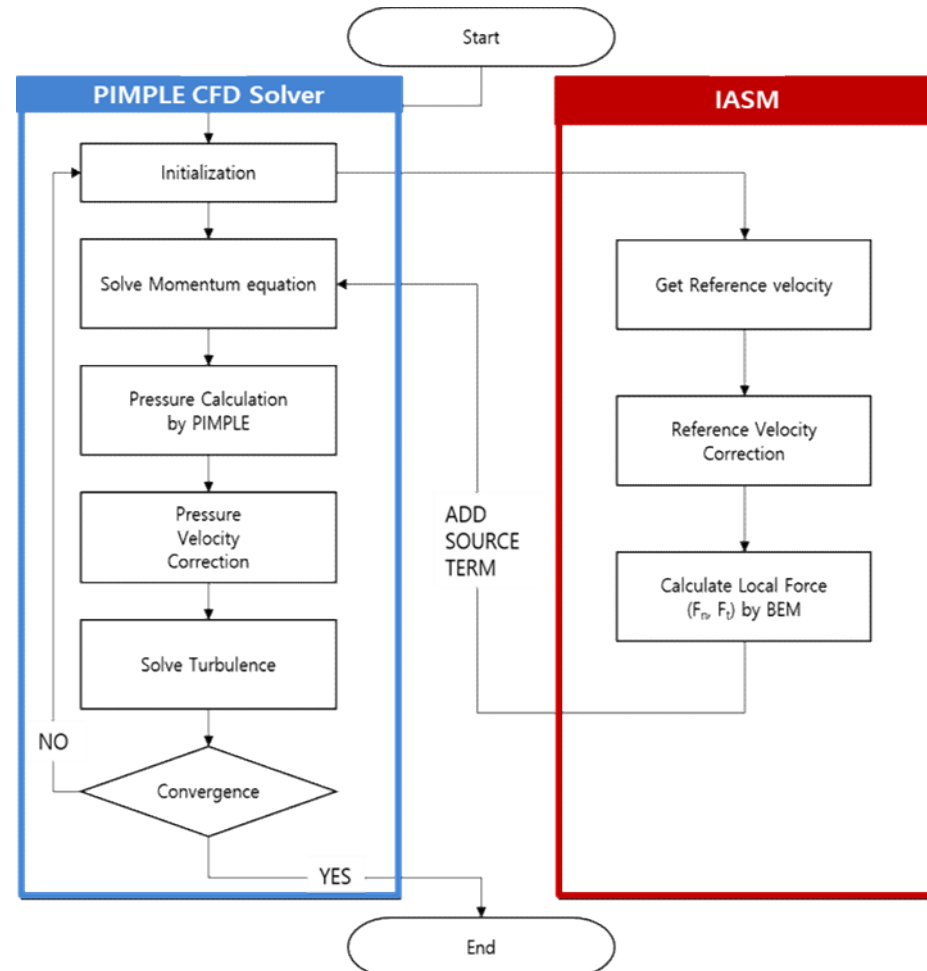 Start
PIMPLE CFD Solver
Initialization
Solve Momentum equation
Pressure Calculation
by PIMPLE
Pressure
Velocity
Correction
Solve Turbulence
NO
Convergence
YES
End
IASM
Get Reference velocity
Reference Velocity
Correction
Calculate Local Force
(Fn, Ft) by BEM
ADD
SOURCE
TERM